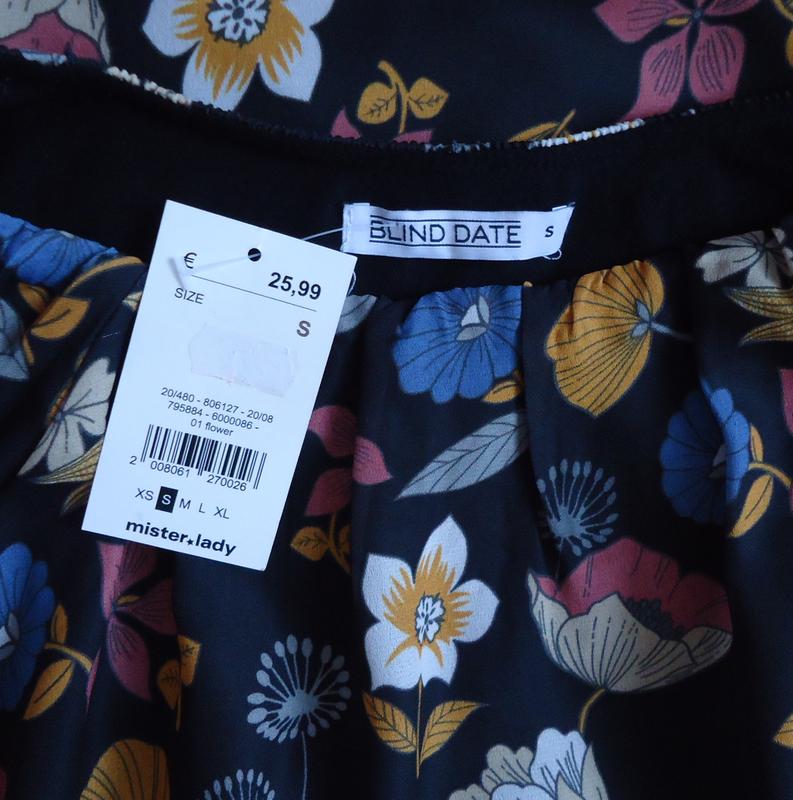 BLIND DATE S
€ 25,99
SIZE
S
20/480 - 806127 - 20/08
795884 - 6000086 -
01 flower
2 008061 270026
XS S M L XL
mister★lady